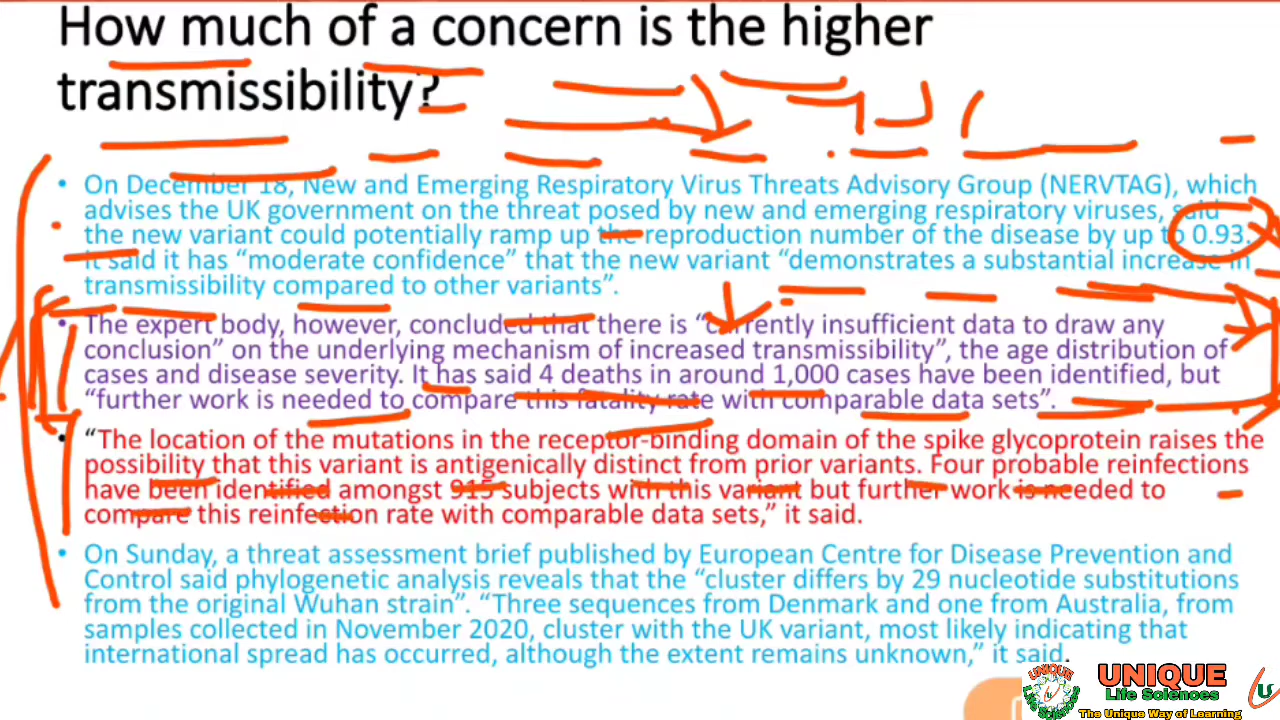 How much of a concern is the higher
transmissibility?
• On December 18, New and Emerging Respiratory Virus Threats Advisory Group (NERVTAG), which
advises the UK government on the threat posed by new and emerging respiratory viruses, said
the new variant could potentially ramp up the reproduction number of the disease by up to 0.93.
It said it has “moderate confidence” that the new variant “demonstrates a substantial increase in
transmissibility compared to other variants”.
• The expert body, however, concluded that there is “currently insufficient data to draw any
conclusion” on the underlying mechanism of increased transmissibility”, the age distribution of
cases and disease severity. It has said 4 deaths in around 1,000 cases have been identified, but
“further work is needed to compare this fatality rate with comparable data sets”.
• “The location of the mutations in the receptor-binding domain of the spike glycoprotein raises the
possibility that this variant is antigenically distinct from prior variants. Four probable reinfections
have been identified amongst 915 subjects with this variant but further work is needed to
compare this reinfection rate with comparable data sets,” it said.
• On Sunday, a threat assessment brief published by European Centre for Disease Prevention and
Control said phylogenetic analysis reveals that the “cluster differs by 29 nucleotide substitutions
from the original Wuhan strain”. “Three sequences from Denmark and one from Australia, from
samples collected in November 2020, cluster with the UK variant, most likely indicating that
international spread has occurred, although the extent remains unknown,” it said.
UNIQUE
Life Sciences
UNIQUE
Life Sciences
The Unique Way of Learning